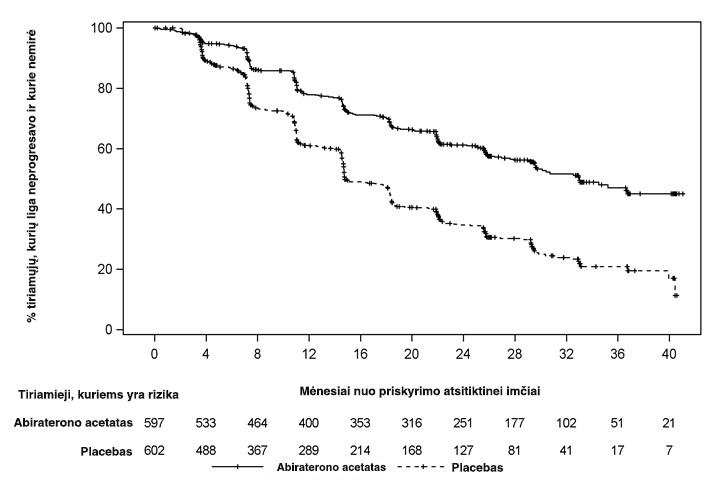 % tiriamųjų, kurių liga neprogresavo ir kurie nemirė
100
80
60
40
20
0
0 4 8 12 16 20 24 28 32 36 40
Mėnesiai nuo priskyrimo atsitiktinei imčiai
Tiriamieji, kuriems yra rizika
Abiraterono acetatas 597 533 464 400 353 316 251 177 102 51 21
Placebas 602 488 367 289 214 168 127 81 41 17 7
Abiraterono acetatas Placebas